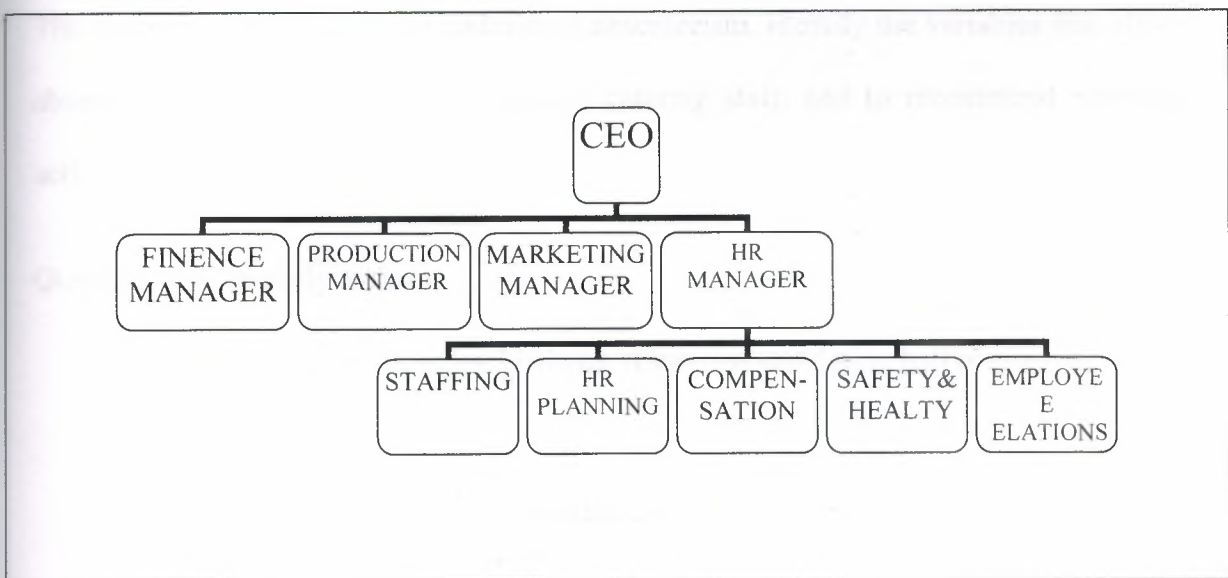 CEO
FINENCE
MANAGER
PRODUCTION
MANAGER
MARKETING
MANAGER
HR
MANAGER
STAFFING
HR
PLANNING
COMPEN-
SATION
SAFETY&
HEALTY
EMPLOYE
E
ELATIONS